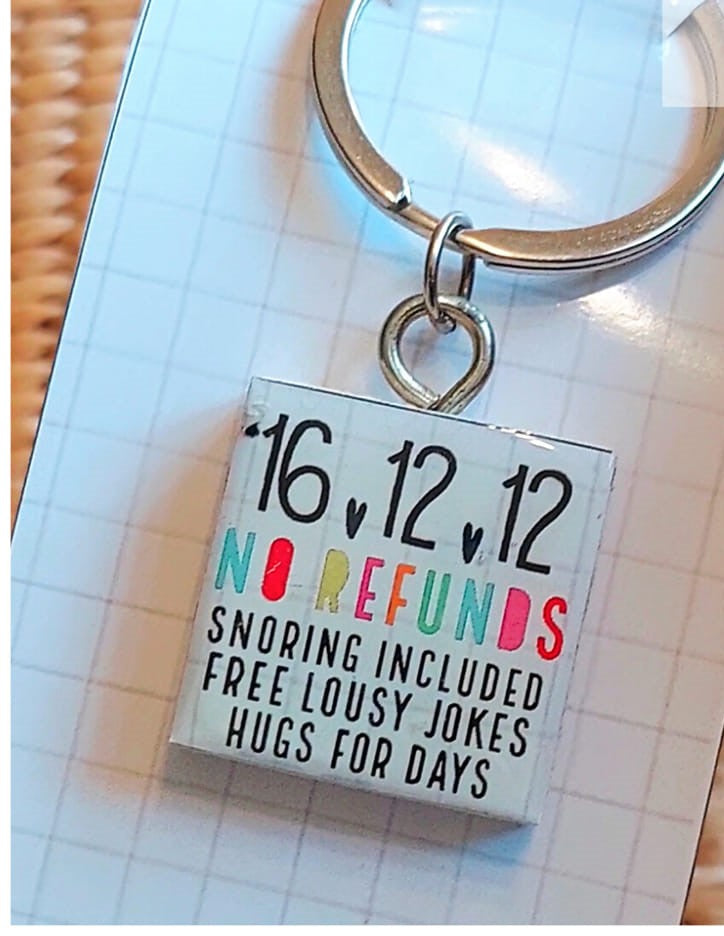 16♥12♥12
NO REFUNDS
SNORING INCLUDED
FREE LOUSY JOKES
HUGS FOR DAYS